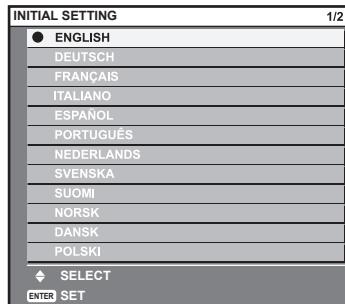 INITIAL SETTING 1/2
ENGLISH
DEUTSCH
FRANÇAIS
ITALIANO
ESPAÑOL
PORTUGUÊS
NEDERLANDS
SVENSKA
SUOMI
NORSK
DANSK
POLSKI
SELECT
ENTER SET